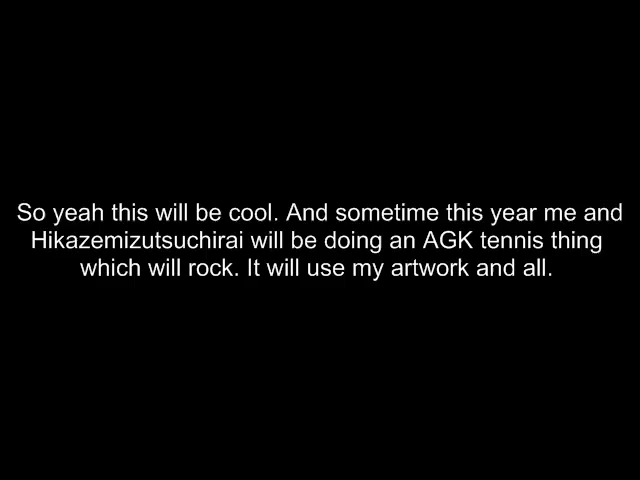 So yeah this will be cool. And sometime this year me and
Hikazemizutsuchirai will be doing an AGK tennis thing
which will rock. It will use my artwork and all.